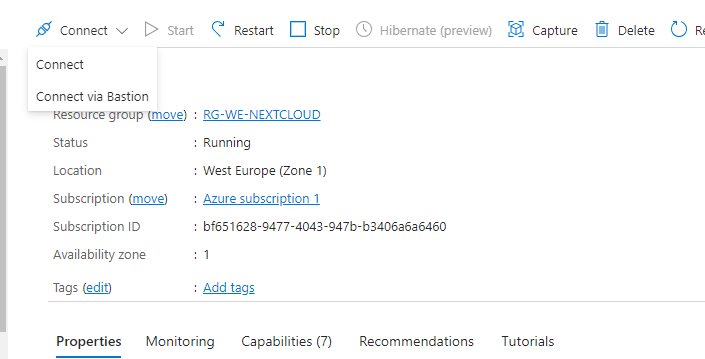 Connect Start Restart Stop Hibernate (preview) Capture Delete
Connect
Connect via Bastion
Resource group (move) : RG-WE-NEXTCLOUD
Status : Running
Location : West Europe (Zone 1)
Subscription (move) : Azure subscription 1
Subscription ID : bf651628-9477-4043-947b-b3406a6a6460
Availability zone : 1
Tags (edit) : Add tags
Properties Monitoring Capabilities (7) Recommendations Tutorials